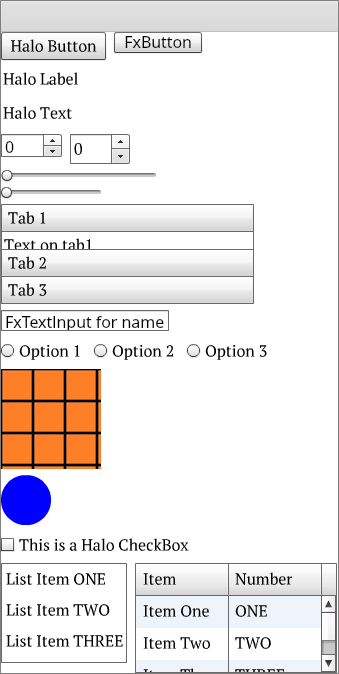 Halo Button FxButton
Halo Label
Halo Text
0 0
Tab 1
Text on tab1
Tab 2
Tab 3
FxTextInput for name
Option 1 Option 2 Option 3
This is a Halo CheckBox
List Item ONE
List Item TWO
List Item THREE
Item Number
Item One ONE
Item Two TWO
THREE